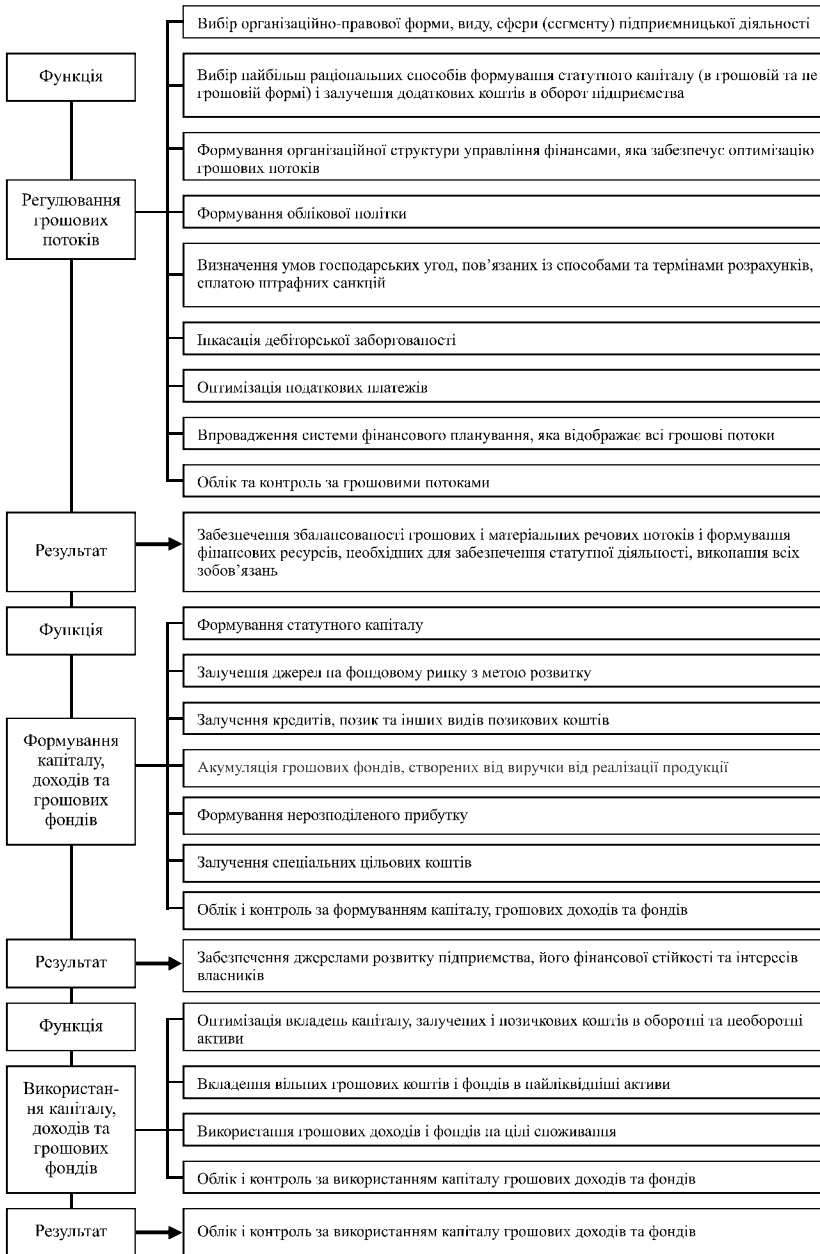 Вибір організаційно-правової форми, виду, сфери (сегменту) підприємницької діяльності
Функція
Вибір найбільш раціональних способів формування статутного капіталу (в грошовій та не
грошовій формі) і залучення додаткових коштів в оборот підприємства
Формування організаційної структури управління фінансами, яка забезпечує оптимізацію
грошових потоків
Регулювання
грошових
потоків
Формування облікової політки
Визначення умов господарських угод, пов’язаних із способами та термінами розрахунків,
сплатою штрафних санкцій
Інкасація дебіторської заборгованості
Оптимізація податкових платежів
Впровадження системи фінансового планування, яка відображає всі грошові потоки
Облік та контроль за грошовими потоками
Результат
Забезпечення збалансованості грошових і матеріальних речових потоків і формування
фінансових ресурсів, необхідних для забезпечення статутної діяльності, виконання всіх
зобов’язань
Функція
Формування статутного капіталу
Залучення джерел на фондовому ринку з метою розвитку
Залучення кредитів, позик та інших видів позикових коштів
Формування
капіталу,
доходів та
грошових
фондів
Акумуляція грошових фондів, створених від виручки від реалізації продукції
Формування нерозподіленого прибутку
Залучення спеціальних цільових коштів
Облік і контроль за формуванням капіталу, грошових доходів та фондів
Результат
Забезпечення джерелами розвитку підприємства, його фінансової стійкості та інтересів
власників
Функція
Оптимізація вкладень капіталу, залучених і позичкових коштів в оборотні та необоротні
активи
Використан-
ня капіталу,
доходів та
грошових
фондів
Вкладення вільних грошових коштів і фондів в найліквідніші активи
Використання грошових доходів і фондів на цілі споживання
Облік і контроль за використанням капіталу грошових доходів та фондів
Результат
Облік і контроль за використанням капіталу грошових доходів та фондів